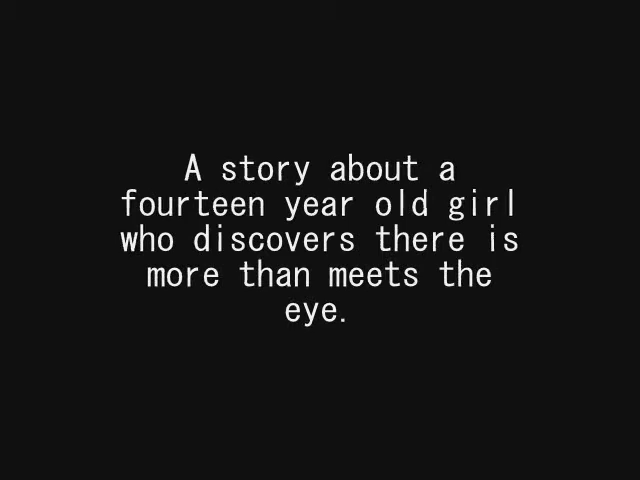 A story about a
fourteen year old girl
who discovers there is
more than meets the
eye.